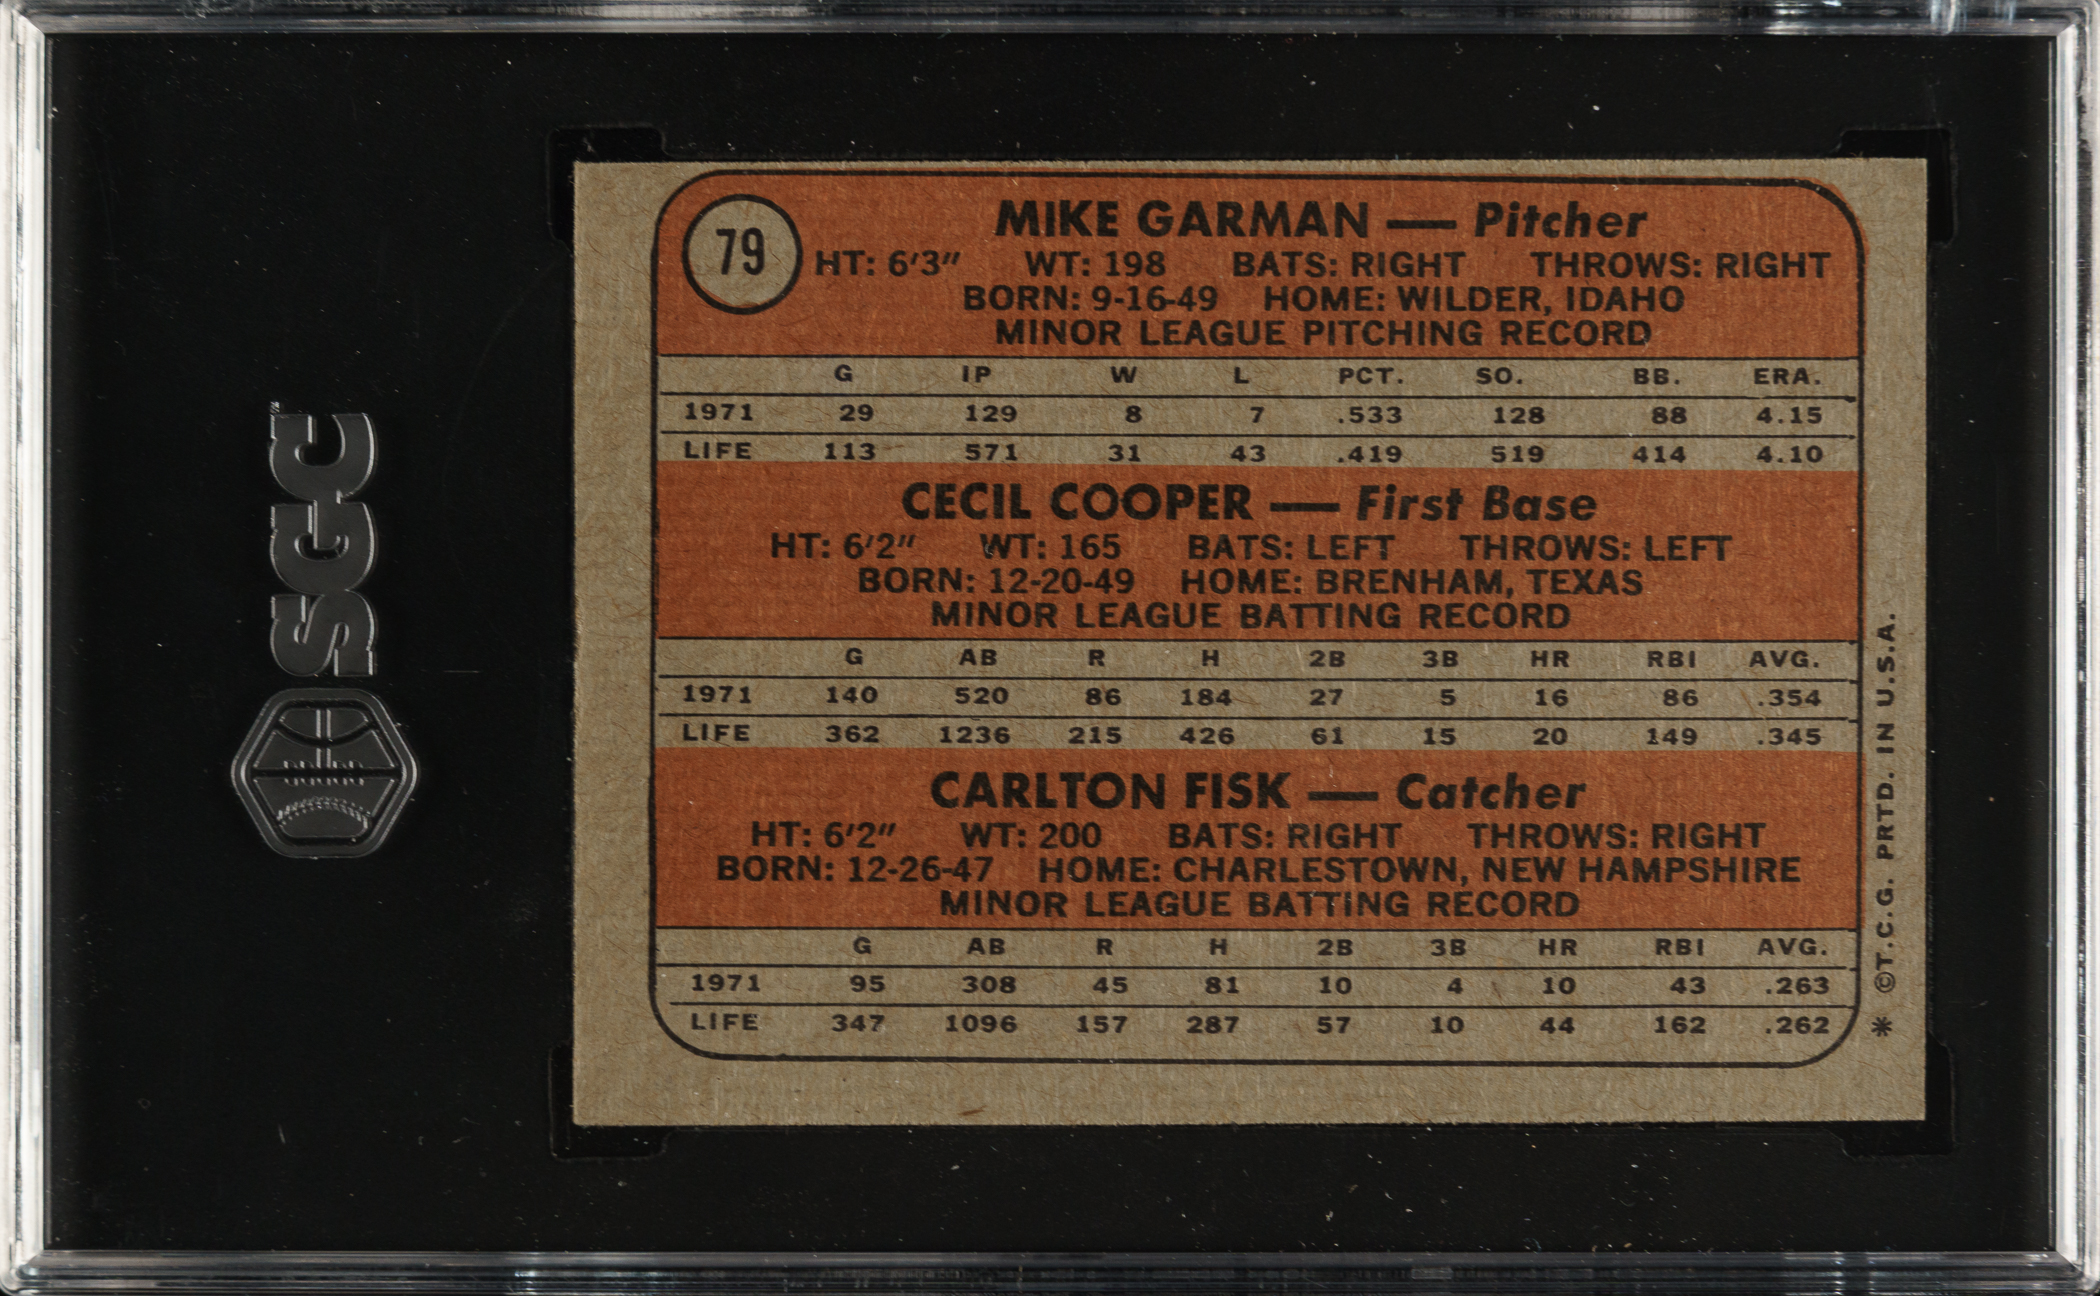 79
MIKE GARMAN — Pitcher
HT: 6'3" WT: 198 BATS: RIGHT THROWS: RIGHT
BORN: 9-16-49 HOME: WILDER, IDAHO
MINOR LEAGUE PITCHING RECORD
G IP W L PCT. SO. BB. ERA.
1971 29 129 8 7 .533 128 88 4.15
LIFE 113 571 31 43 .419 519 414 4.10
CECIL COOPER — First Base
HT: 6'2" WT: 165 BATS: LEFT THROWS: LEFT
BORN: 12-20-49 HOME: BRENHAM, TEXAS
MINOR LEAGUE BATTING RECORD
G AB R H 2B 3B HR RBI AVG.
1971 140 520 86 184 27 5 16 86 .354
LIFE 362 1236 215 426 61 15 20 149 .345
CARLTON FISK — Catcher
HT: 6'2" WT: 200 BATS: RIGHT THROWS: RIGHT
BORN: 12-26-47 HOME: CHARLESTOWN, NEW HAMPSHIRE
MINOR LEAGUE BATTING RECORD
G AB R H 2B 3B HR RBI AVG.
1971 95 308 45 81 10 4 10 43 .263
LIFE 347 1096 157 287 57 10 44 162 .262
* ©T.C.G. PRTD. IN U.S.A.
SGC